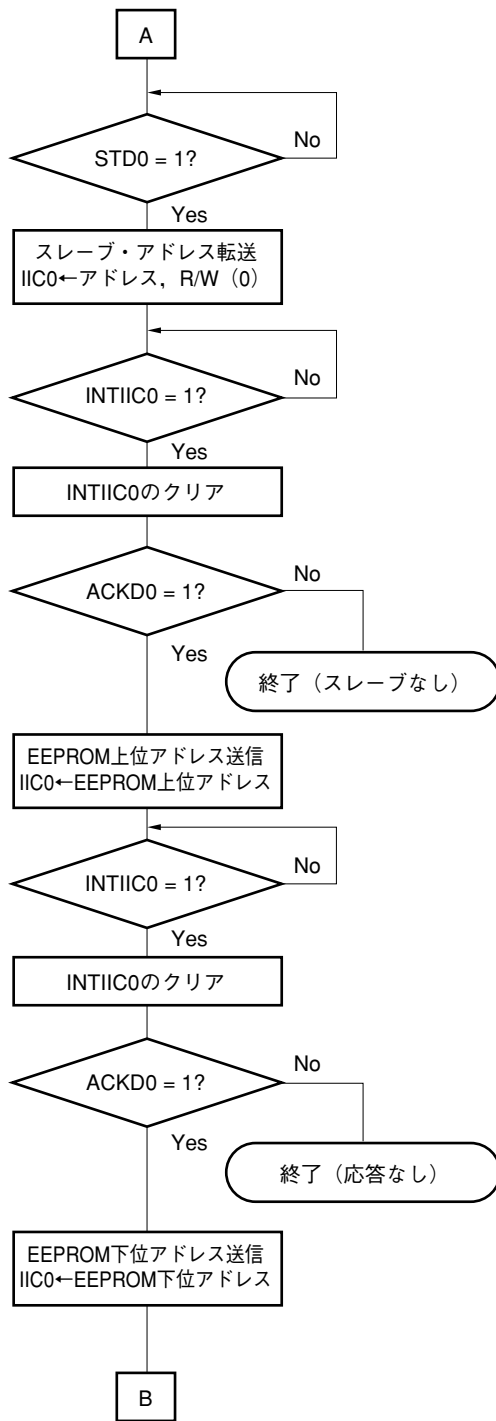 A
STD0 = 1?
No
Yes
スレーブ・アドレス転送
IIC0←アドレス，R/W（0）
INTIIC0 = 1?
No
Yes
INTIIC0のクリア
ACKD0 = 1?
No
Yes
終了（スレーブなし）
EEPROM上位アドレス送信
IIC0←EEPROM上位アドレス
INTIIC0 = 1?
No
Yes
INTIIC0のクリア
ACKD0 = 1?
No
Yes
終了（応答なし）
EEPROM下位アドレス送信
IIC0←EEPROM下位アドレス
B